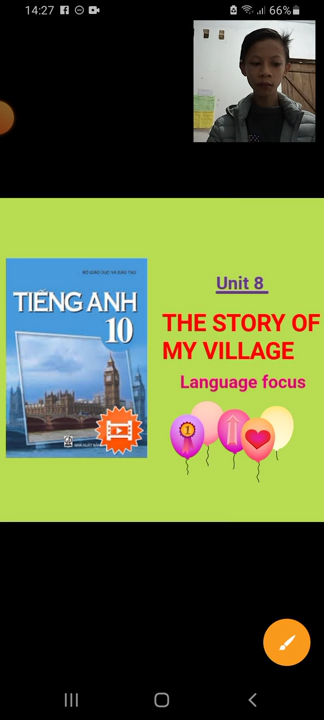 14:27
66%
BỘ GIÁO DỤC VÀ ĐÀO TẠO
TIẾNG ANH
10
1
Unit 8
THE STORY OF
MY VILLAGE
Language focus